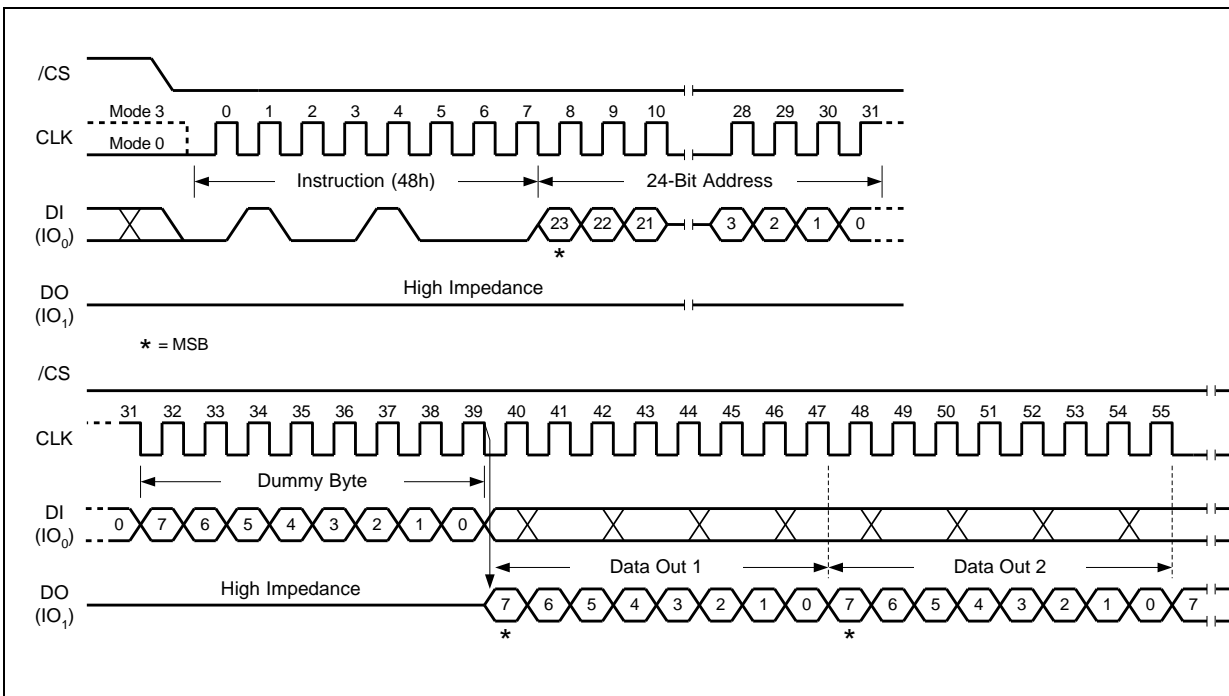 /CS
Mode 3 0 1 2 3 4 5 6 7 8 9 10 28 29 30 31
CLK
Mode 0
Instruction (48h) 24-Bit Address
DI
(IO0) 23 22 21 3 2 1 0
*
High Impedance
DO
(IO1)
* = MSB
/CS
31 32 33 34 35 36 37 38 39 40 41 42 43 44 45 46 47 48 49 50 51 52 53 54 55
CLK
Dummy Byte
DI
(IO0) 0 7 6 5 4 3 2 1 0
Data Out 1 Data Out 2
High Impedance
DO
(IO1) 7 6 5 4 3 2 1 0 7 6 5 4 3 2 1 0 7
* *